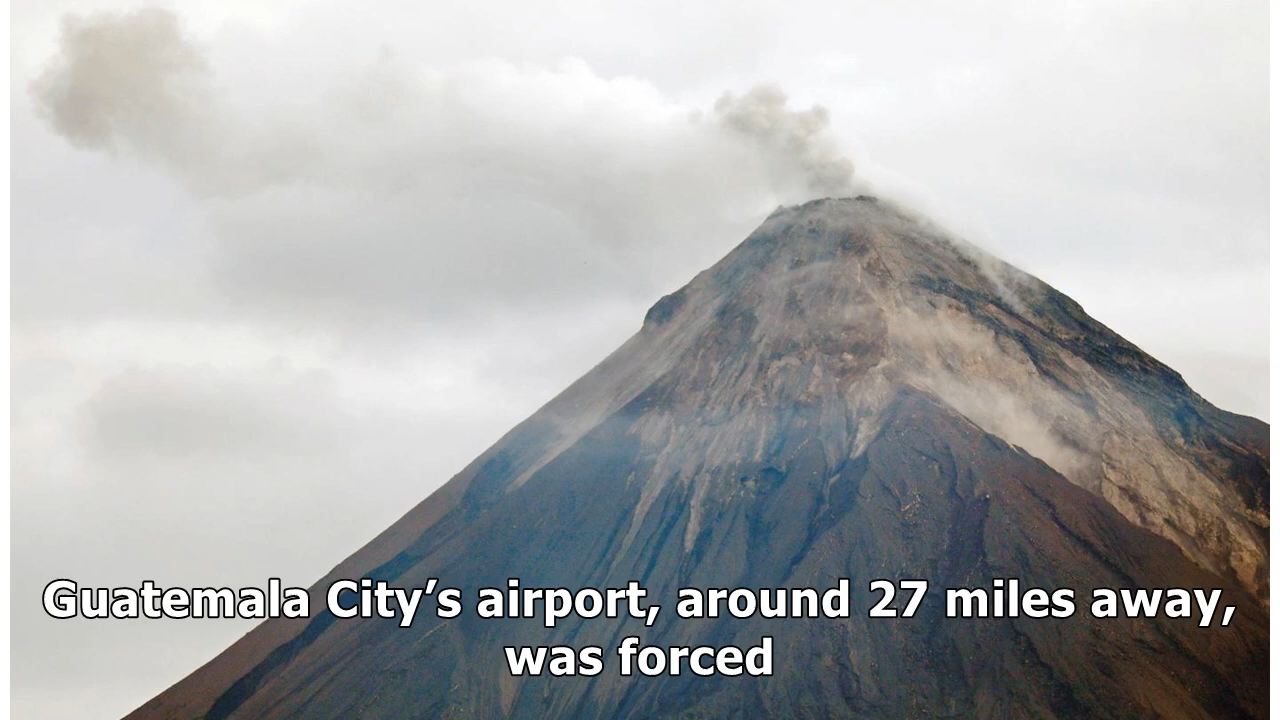 Guatemala City’s airport, around 27 miles away,
was forced